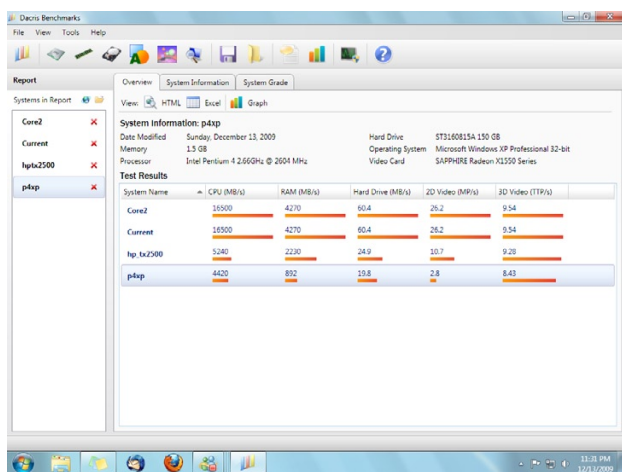 Dacris Benchmarks
File View Tools Help
Report
Systems in Report
Core2
Current
hptx2500
p4xp
Overview System Information System Grade
View: HTML Excel Graph
System Information: p4xp
Date Modified Sunday, December 13, 2009 Hard Drive ST3160815A 150 GB
Memory 1.5 GB Operating System Microsoft Windows XP Professional 32-bit
Processor Intel Pentium 4 2.66GHz @ 2604 MHz Video Card SAPPHIRE Radeon X1550 Series
Test Results
System Name CPU (MB/s) RAM (MB/s) Hard Drive (MB/s) 2D Video (MP/s) 3D Video (TTP/s)
Core2 16500 4270 60.4 26.2 9.54
Current 16500 4270 60.4 26.2 9.54
hp_tx2500 5240 2230 24.9 10.7 9.28
p4xp 4420 892 19.8 2.8 8.43
11:31 PM
12/13/2009